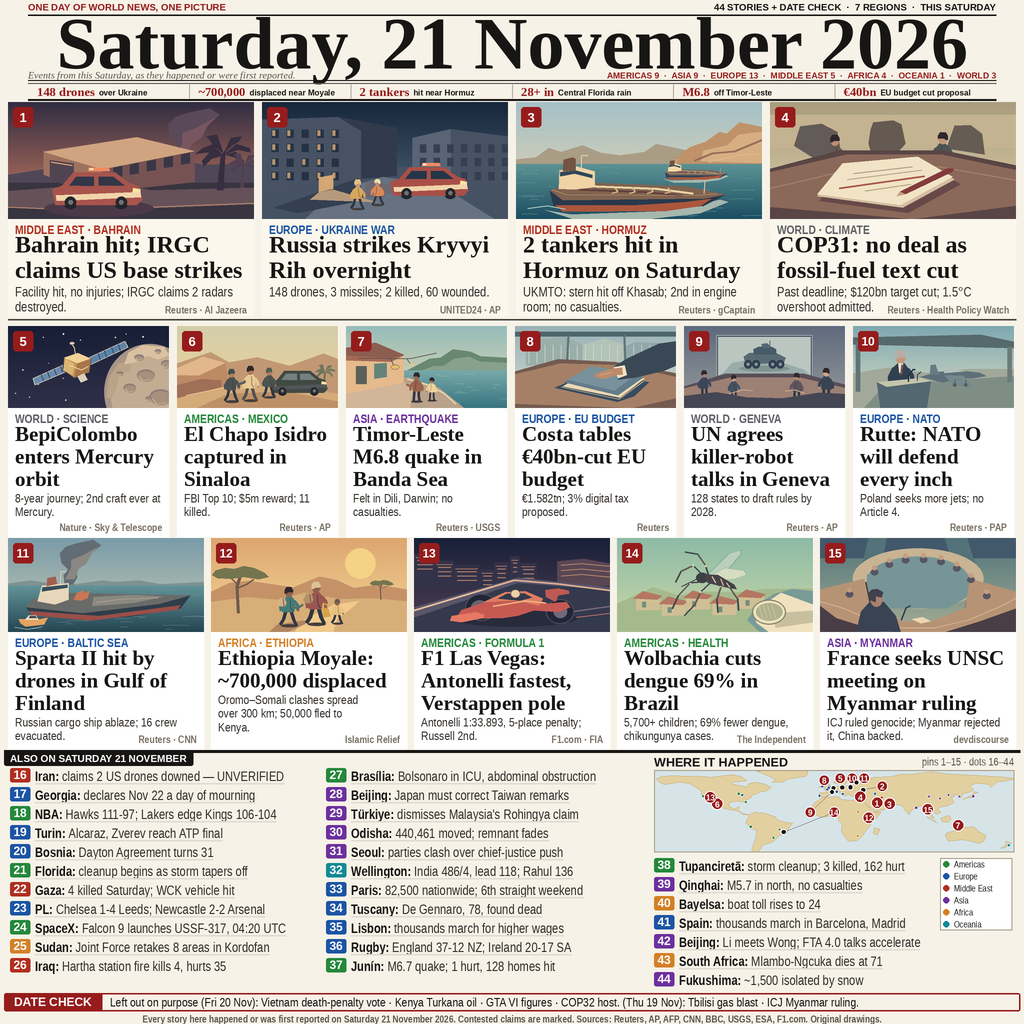 ONE DAY OF WORLD NEWS, ONE PICTURE
44 STORIES + DATE CHECK · 7 REGIONS · THIS SATURDAY
Saturday, 21 November 2026
Events from this Saturday, as they happened or were first reported.
AMERICAS 9 · ASIA 9 · EUROPE 13 · MIDDLE EAST 5 · AFRICA 4 · OCEANIA 1 · WORLD 3
148 drones over Ukraine
~700,000 displaced near Moyale
2 tankers hit near Hormuz
28+ in Central Florida rain
M6.8 off Timor-Leste
€40bn EU budget cut proposal
1
MIDDLE EAST · BAHRAIN
Bahrain hit; IRGC
claims US base strikes
Facility hit, no injuries; IRGC claims 2 radars
destroyed.
Reuters · Al Jazeera
2
EUROPE · UKRAINE WAR
Russia strikes Kryvyi
Rih overnight
148 drones, 3 missiles; 2 killed, 60 wounded.
UNITED24 · AP
3
MIDDLE EAST · HORMUZ
2 tankers hit in
Hormuz on Saturday
UKMTO: stern hit off Khasab; 2nd in engine
room; no casualties.
Reuters · gCaptain
4
WORLD · CLIMATE
COP31: no deal as
fossil-fuel text cut
Past deadline; $120bn target cut; 1.5°C
overshoot admitted.
Reuters · Health Policy Watch
5
WORLD · SCIENCE
BepiColombo
enters Mercury
orbit
8-year journey; 2nd craft ever at
Mercury.
Nature · Sky & Telescope
6
AMERICAS · MEXICO
El Chapo Isidro
captured in
Sinaloa
FBI Top 10; $5m reward; 11
killed.
Reuters · AP
7
ASIA · EARTHQUAKE
Timor-Leste
M6.8 quake in
Banda Sea
Felt in Dili, Darwin; no
casualties.
Reuters · USGS
8
EUROPE · EU BUDGET
Costa tables
€40bn-cut EU
budget
€1.582tn; 3% digital tax
proposed.
Reuters
9
WORLD · GENEVA
UN agrees
killer-robot
talks in Geneva
128 states to draft rules by
2028.
Reuters · AP
10
EUROPE · NATO
Rutte: NATO
will defend
every inch
Poland seeks more jets; no
Article 4.
Reuters · PAP
11
EUROPE · BALTIC SEA
Sparta II hit by
drones in Gulf of
Finland
Russian cargo ship ablaze; 16 crew
evacuated.
Reuters · CNN
12
AFRICA · ETHIOPIA
Ethiopia Moyale:
~700,000 displaced
Oromo–Somali clashes spread
over 300 km; 50,000 fled to
Kenya.
Islamic Relief
13
AMERICAS · FORMULA 1
F1 Las Vegas:
Antonelli fastest,
Verstappen pole
Antonelli 1:33.893, 5-place penalty;
Russell 2nd.
F1.com · FIA
14
AMERICAS · HEALTH
Wolbachia cuts
dengue 69% in
Brazil
5,700+ children; 69% fewer dengue,
chikungunya cases.
The Independent
15
ASIA · MYANMAR
France seeks UNSC
meeting on
Myanmar ruling
ICJ ruled genocide; Myanmar rejected
it, China backed.
devdiscourse
ALSO ON SATURDAY 21 NOVEMBER
16 Iran: claims 2 US drones downed — UNVERIFIED
17 Georgia: declares Nov 22 a day of mourning
18 NBA: Hawks 111-97; Lakers edge Kings 106-104
19 Turin: Alcaraz, Zverev reach ATP final
20 Bosnia: Dayton Agreement turns 31
21 Florida: cleanup begins as storm tapers off
22 Gaza: 4 killed Saturday; WCK vehicle hit
23 PL: Chelsea 1-4 Leeds; Newcastle 2-2 Arsenal
24 SpaceX: Falcon 9 launches USSF-317, 04:20 UTC
25 Sudan: Joint Force retakes 8 areas in Kordofan
26 Iraq: Hartha station fire kills 4, hurts 35
27 Brasília: Bolsonaro in ICU, abdominal obstruction
28 Beijing: Japan must correct Taiwan remarks
29 Türkiye: dismisses Malaysia's Rohingya claim
30 Odisha: 440,461 moved; remnant fades
31 Seoul: parties clash over chief-justice push
32 Wellington: India 486/4, lead 118; Rahul 136
33 Paris: 82,500 nationwide; 6th straight weekend
34 Tuscany: De Gennaro, 78, found dead
35 Lisbon: thousands march for higher wages
36 Rugby: England 37-12 NZ; Ireland 20-17 SA
37 Junín: M6.7 quake; 1 hurt, 128 homes hit
WHERE IT HAPPENED
pins 1–15 · dots 16–44
38 Tupanciretã: storm cleanup; 3 killed, 162 hurt
39 Qinghai: M5.7 in north, no casualties
40 Bayelsa: boat toll rises to 24
41 Spain: thousands march in Barcelona, Madrid
42 Beijing: Li meets Wong; FTA 4.0 talks accelerate
43 South Africa: Mlambo-Ngcuka dies at 71
44 Fukushima: ~1,500 isolated by snow
Americas
Europe
Middle East
Asia
Africa
Oceania
DATE CHECK
Left out on purpose (Fri 20 Nov): Vietnam death-penalty vote · Kenya Turkana oil · GTA VI figures · COP32 host. (Thu 19 Nov): Tbilisi gas blast · ICJ Myanmar ruling.
Every story here happened or was first reported on Saturday 21 November 2026. Contested claims are marked. Sources: Reuters, AP, AFP, CNN, BBC, USGS, ESA, F1.com. Original drawings.